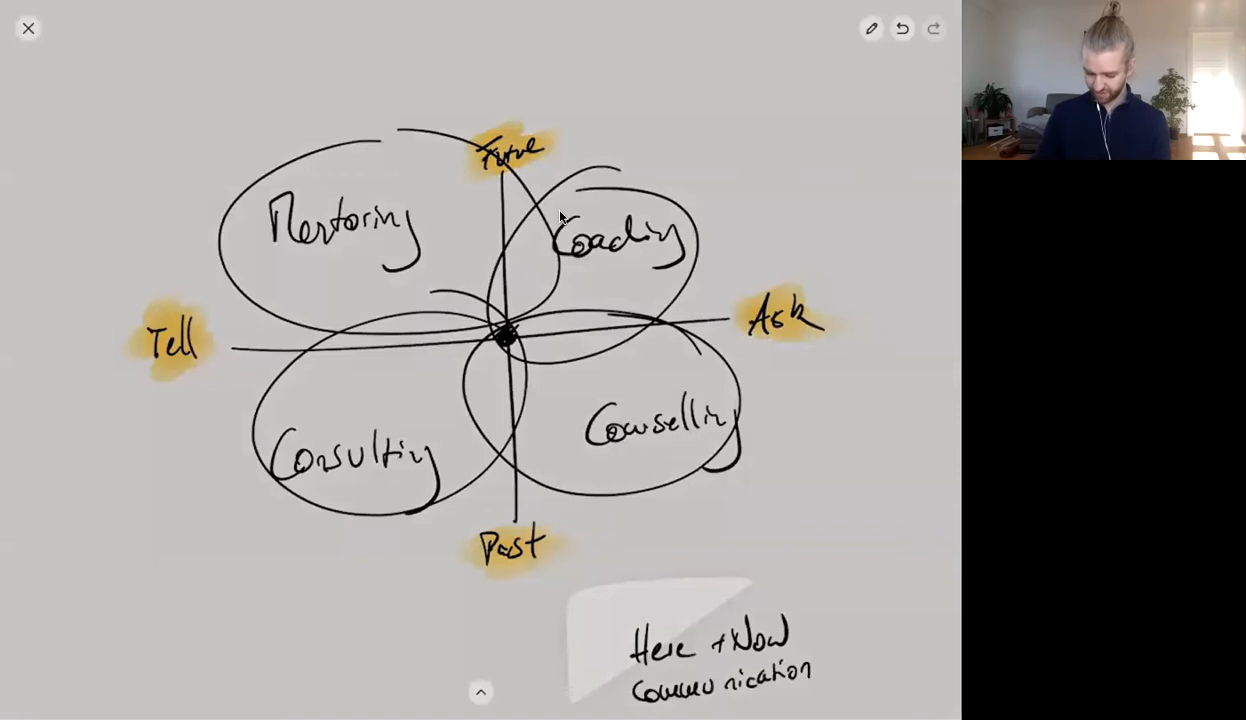 Future
Mentoring
Coaching
Tell
Ask
Consulting
Counselling
Past
Here + Now
Communication